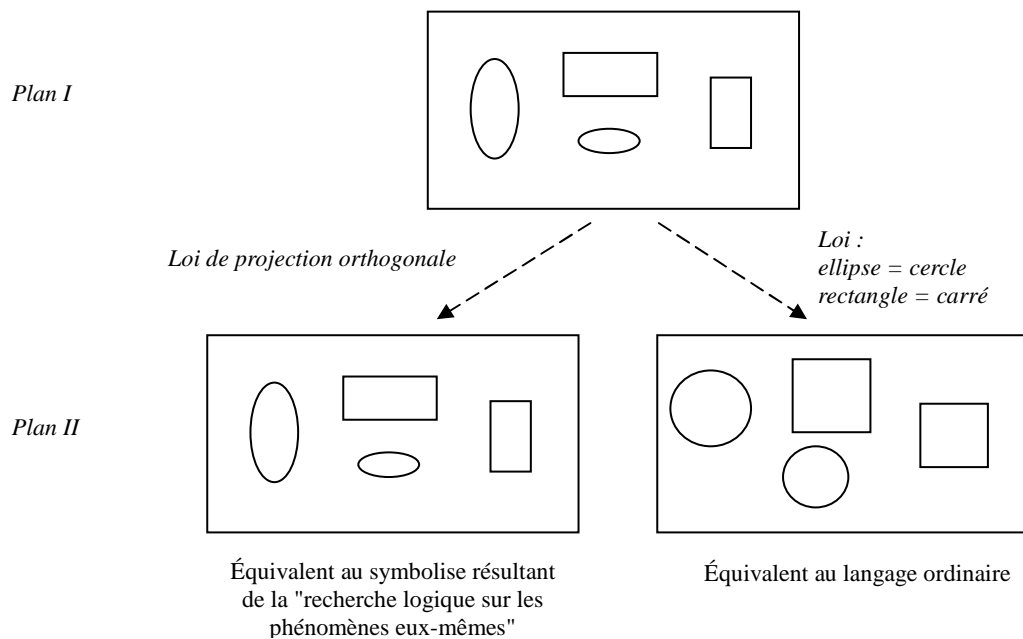 Plan I
Loi de projection orthogonale
Loi :
ellipse = cercle
rectangle = carré
Plan II
Équivalent au symbolise résultant
de la "recherche logique sur les
phénomènes eux-mêmes"
Équivalent au langage ordinaire